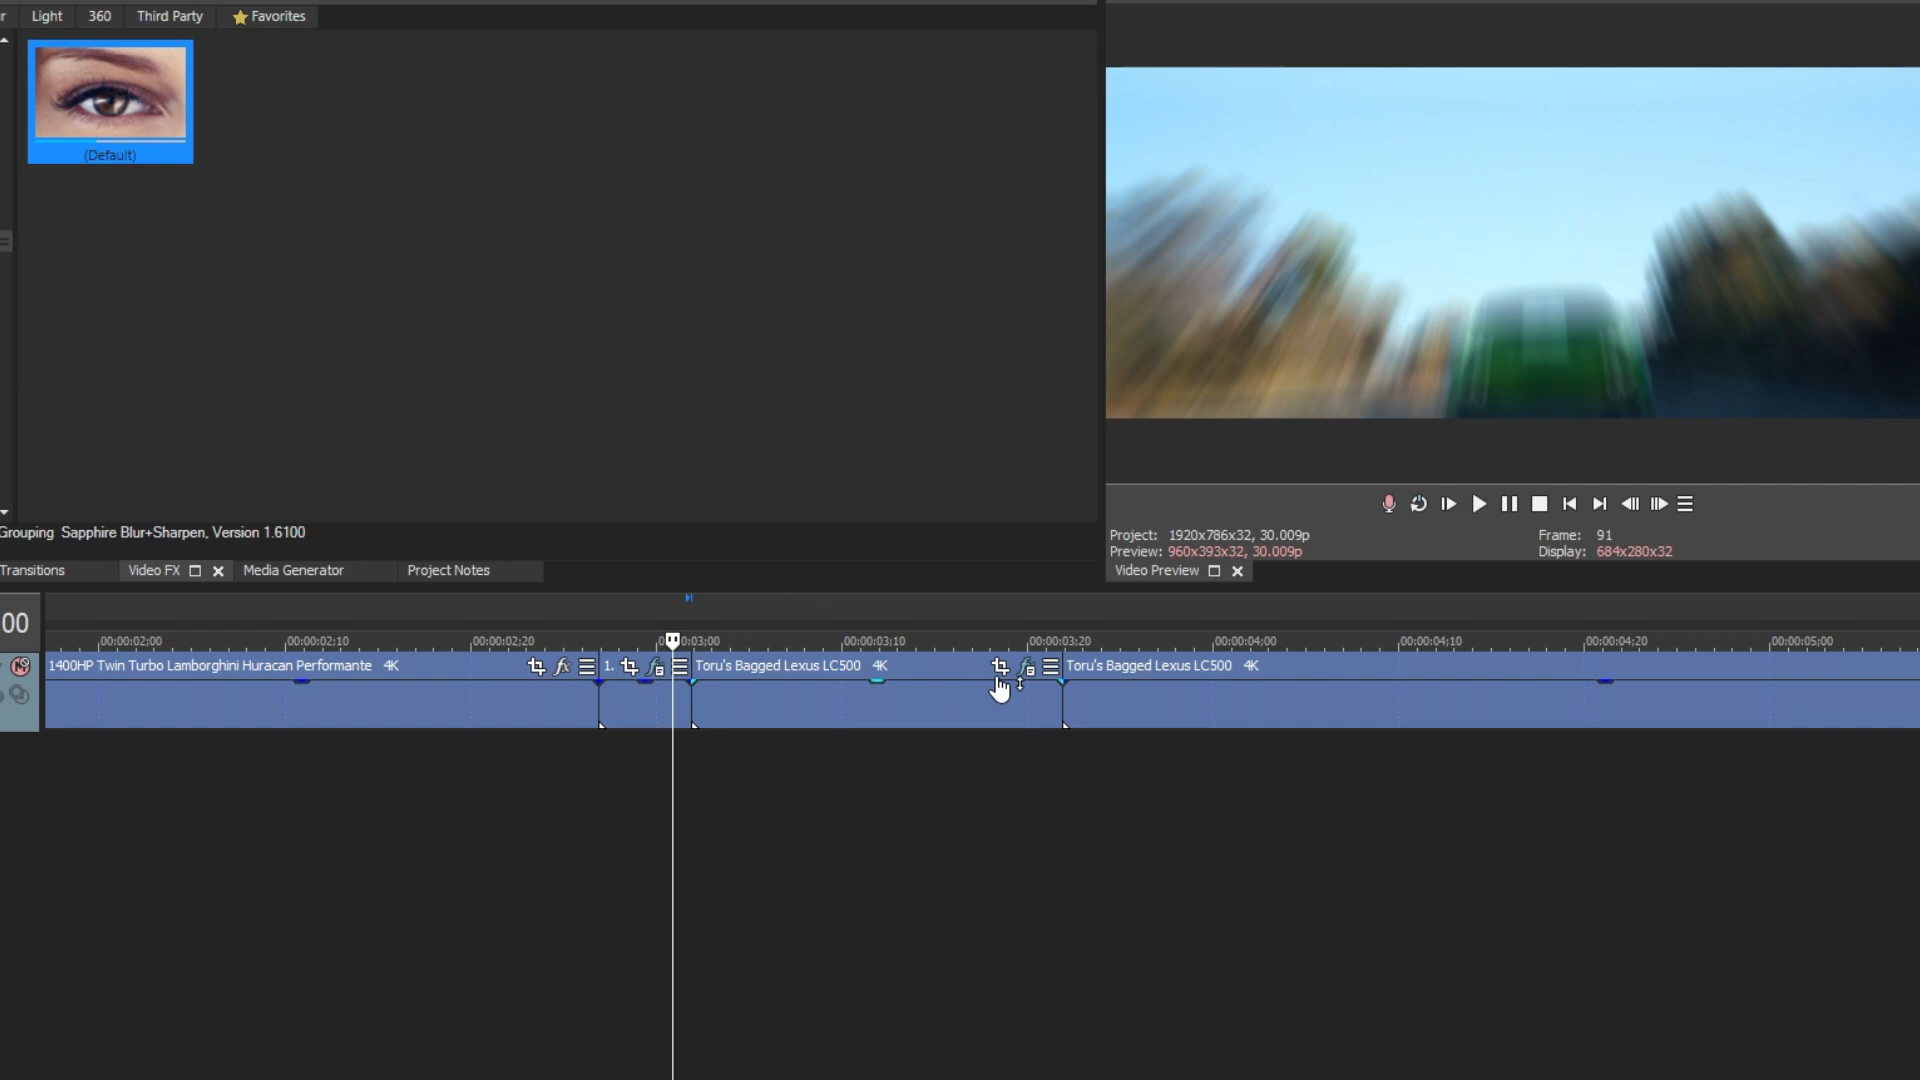 Light 360 Third Party Favorites
(Default)
Grouping Sapphire Blur+Sharpen, Version 1.6100
Project: 1920x786x32, 30.009p Frame: 91
Preview: 960x393x32, 30.009p Display: 684x280x32
Transitions Video FX Media Generator Project Notes Video Preview
00
00:00:02;00 00:00:02;10 00:00:02;20 0:03;00 00:00:03;10 00:00:03;20 00:00:04;00 00:00:04;10 00:00:04;20 00:00:05;00
1400HP Twin Turbo Lamborghini Huracan Performante 4K 1. Toru's Bagged Lexus LC500 4K Toru's Bagged Lexus LC500 4K